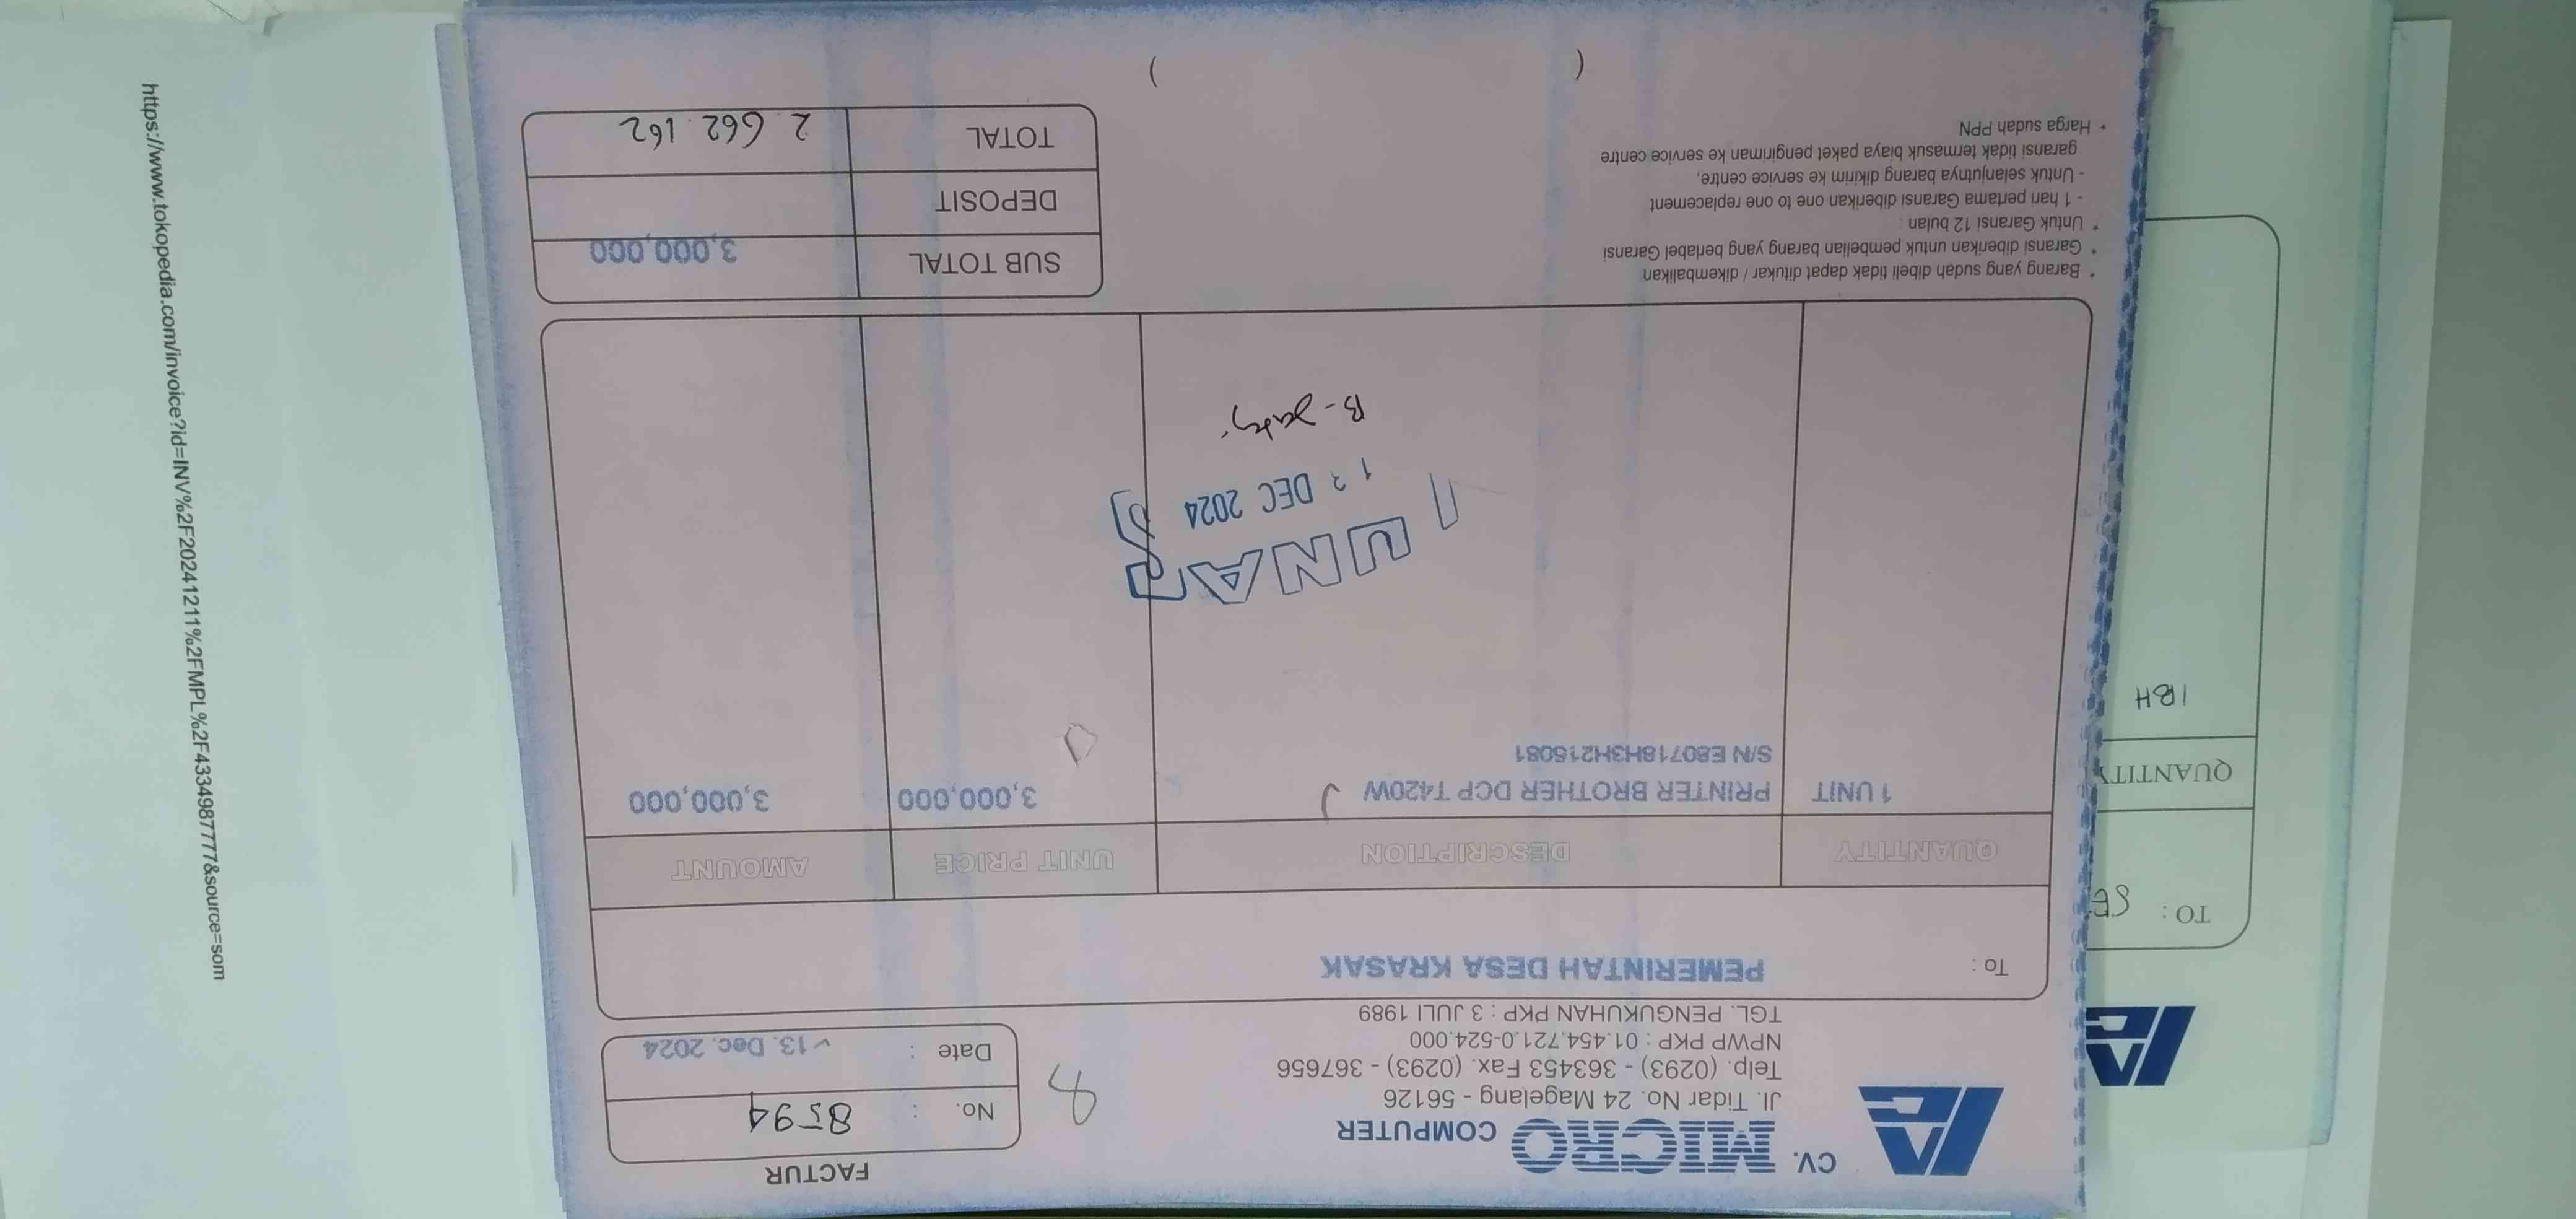 FACTUR
CV. MICRO COMPUTER
Jl. Tidar No. 24 Magelang - 56126
Telp. (0293) - 363453 Fax. (0293) - 367656
NPWP PKP : 01.454.721.0-524.000
TGL. PENGUKUHAN PKP : 3 JULI 1989
No. : 8594
Date : 13. Dec. 2024
To : PEMERINTAH DESA KRASAK
QUANTITY DESCRIPTION UNIT PRICE AMOUNT
1 UNIT PRINTER BROTHER DCP T420W 3,000,000 3,000,000
S/N E80718H3H215081
LUNAS
DEC 2024
* Barang yang sudah dibeli tidak dapat ditukar / dikembalikan
* Garansi diberikan untuk pembelian barang yang berlabel Garansi
* Untuk Garansi 12 bulan :
- 1 hari pertama Garansi diberikan one to one replacement
- Untuk selanjutnya barang dikirim ke service centre,
garansi tidak termasuk biaya paket pengiriman ke service centre
* Harga sudah PPN
SUB TOTAL 3,000,000
DEPOSIT
TOTAL 2.662.162
( )
TO : SE
QUANTITY
1 BH
https://www.tokopedia.com/invoice?id=INV%2F20241211%2FMPL%2F4334987777&source=som